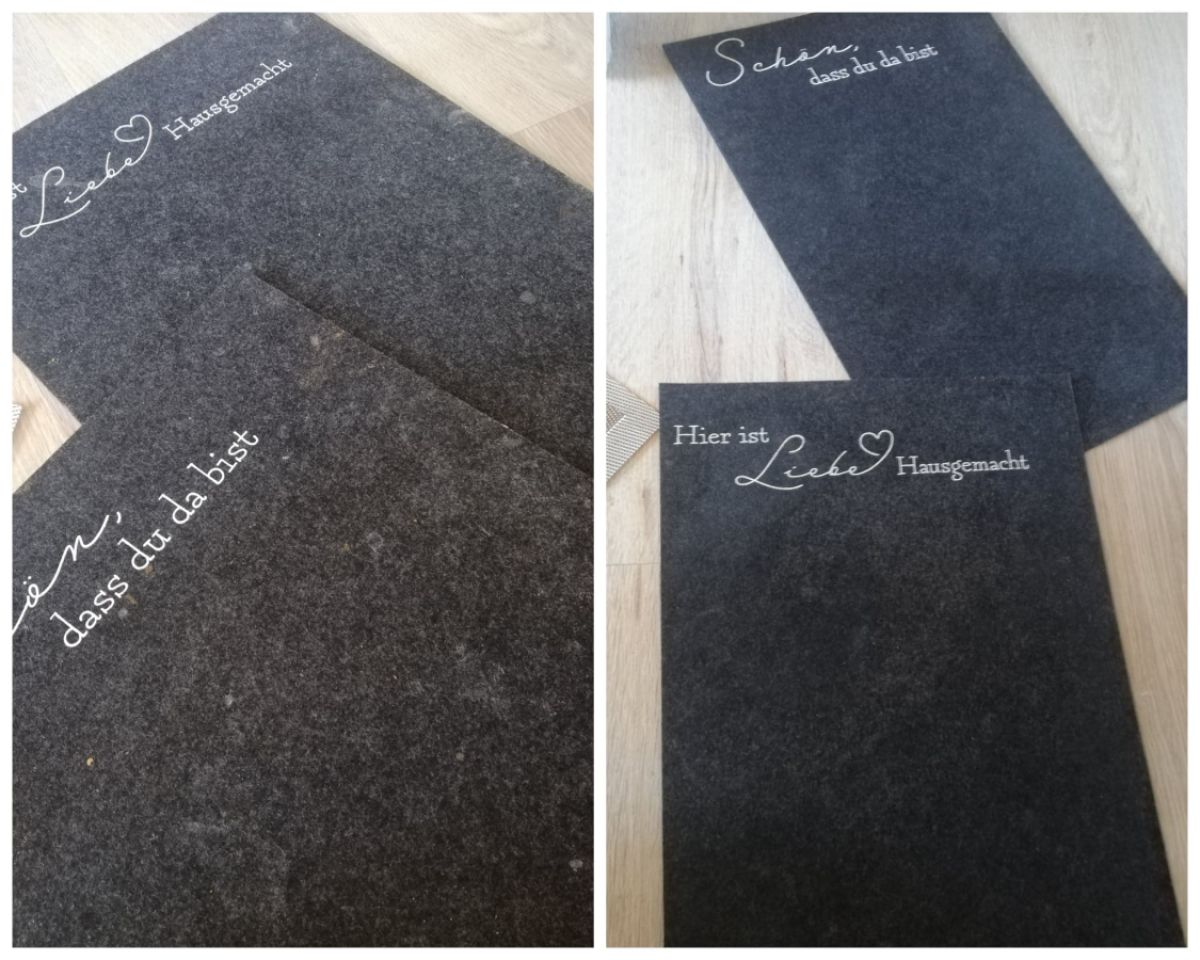 Liebe Hausgemacht
dass du da bist
Schön,
dass du da bist
Hier ist
Liebe Hausgemacht